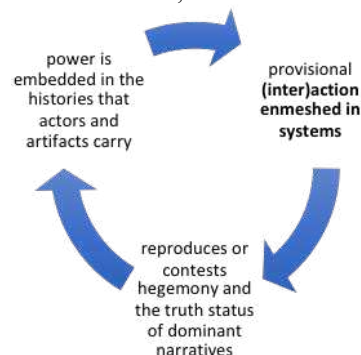 power is
embedded in the
histories that
actors and
artifacts carry
provisional
(inter)action
enmeshed in
systems
reproduces or
contests
hegemony and
the truth status
of dominant
narratives